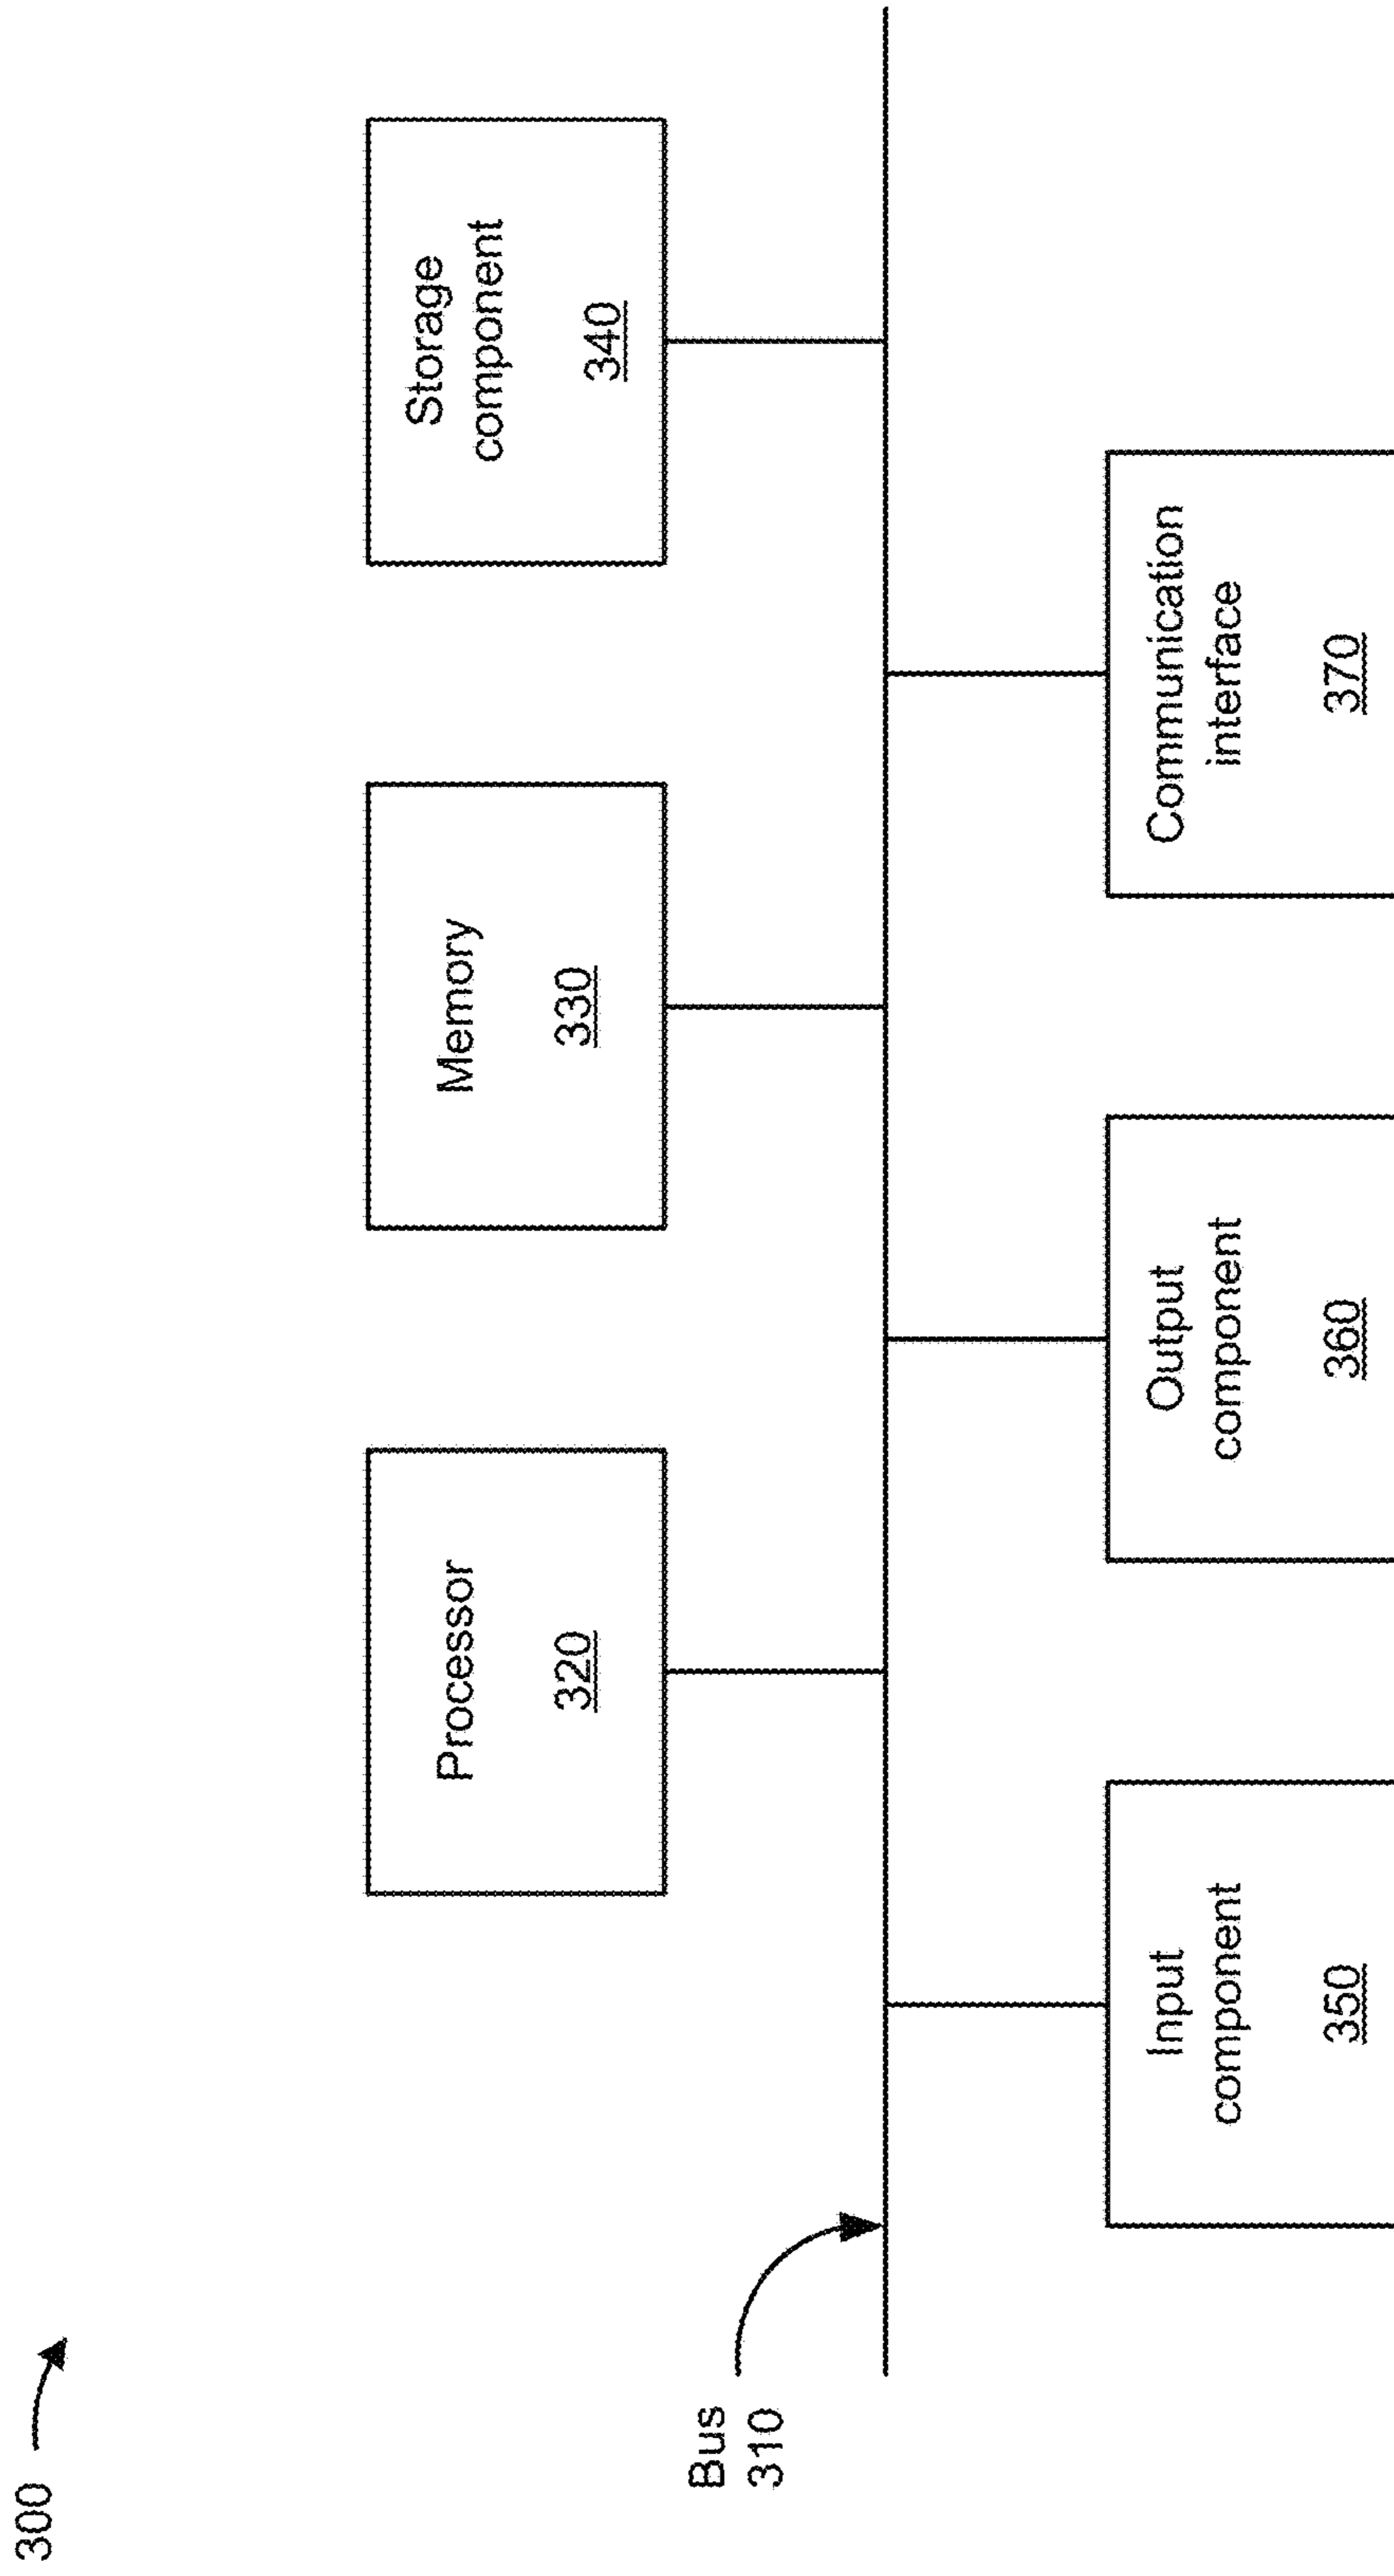 300
Processor
320
Memory
330
Storage
component
340
Bus
310
Input
component
350
Output
component
360
Communication
interface
370